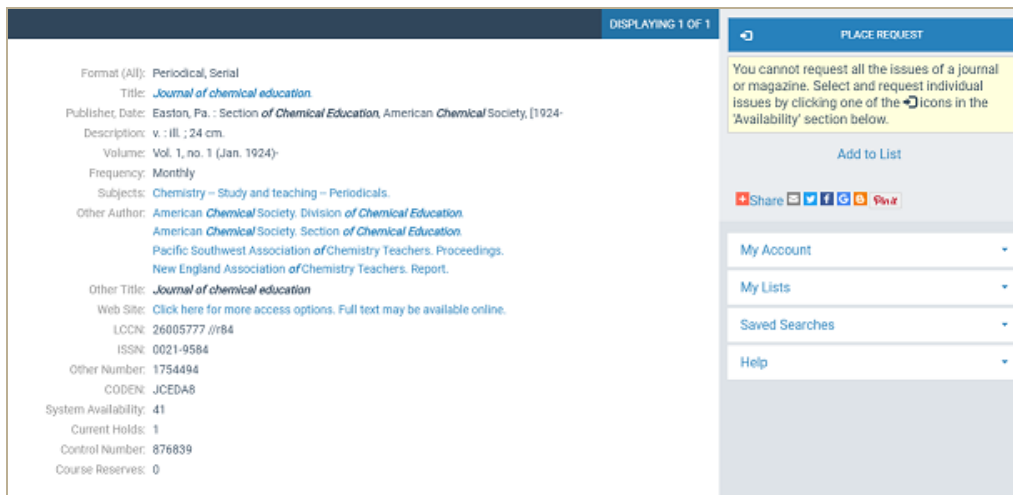 DISPLAYING 1 OF 1
Format (All): Periodical, Serial
Title: Journal of chemical education.
Publisher, Date: Easton, Pa. : Section of Chemical Education, American Chemical Society, [1924-
Description: v. : ill. ; 24 cm.
Volume: Vol. 1, no. 1 (Jan. 1924)-
Frequency: Monthly
Subjects: Chemistry -- Study and teaching -- Periodicals.
Other Author: American Chemical Society. Division of Chemical Education.
American Chemical Society. Section of Chemical Education.
Pacific Southwest Association of Chemistry Teachers. Proceedings.
New England Association of Chemistry Teachers. Report.
Other Title: Journal of chemical education
Web Site: Click here for more access options. Full text may be available online.
LCCN: 26005777 //r84
ISSN: 0021-9584
Other Number: 1754494
CODEN: JCEDA8
System Availability: 41
Current Holds: 1
Control Number: 876839
Course Reserves: 0
PLACE REQUEST
You cannot request all the issues of a journal
or magazine. Select and request individual
issues by clicking one of the icons in the
'Availability' section below.
Add to List
Share Pin it
My Account
My Lists
Saved Searches
Help